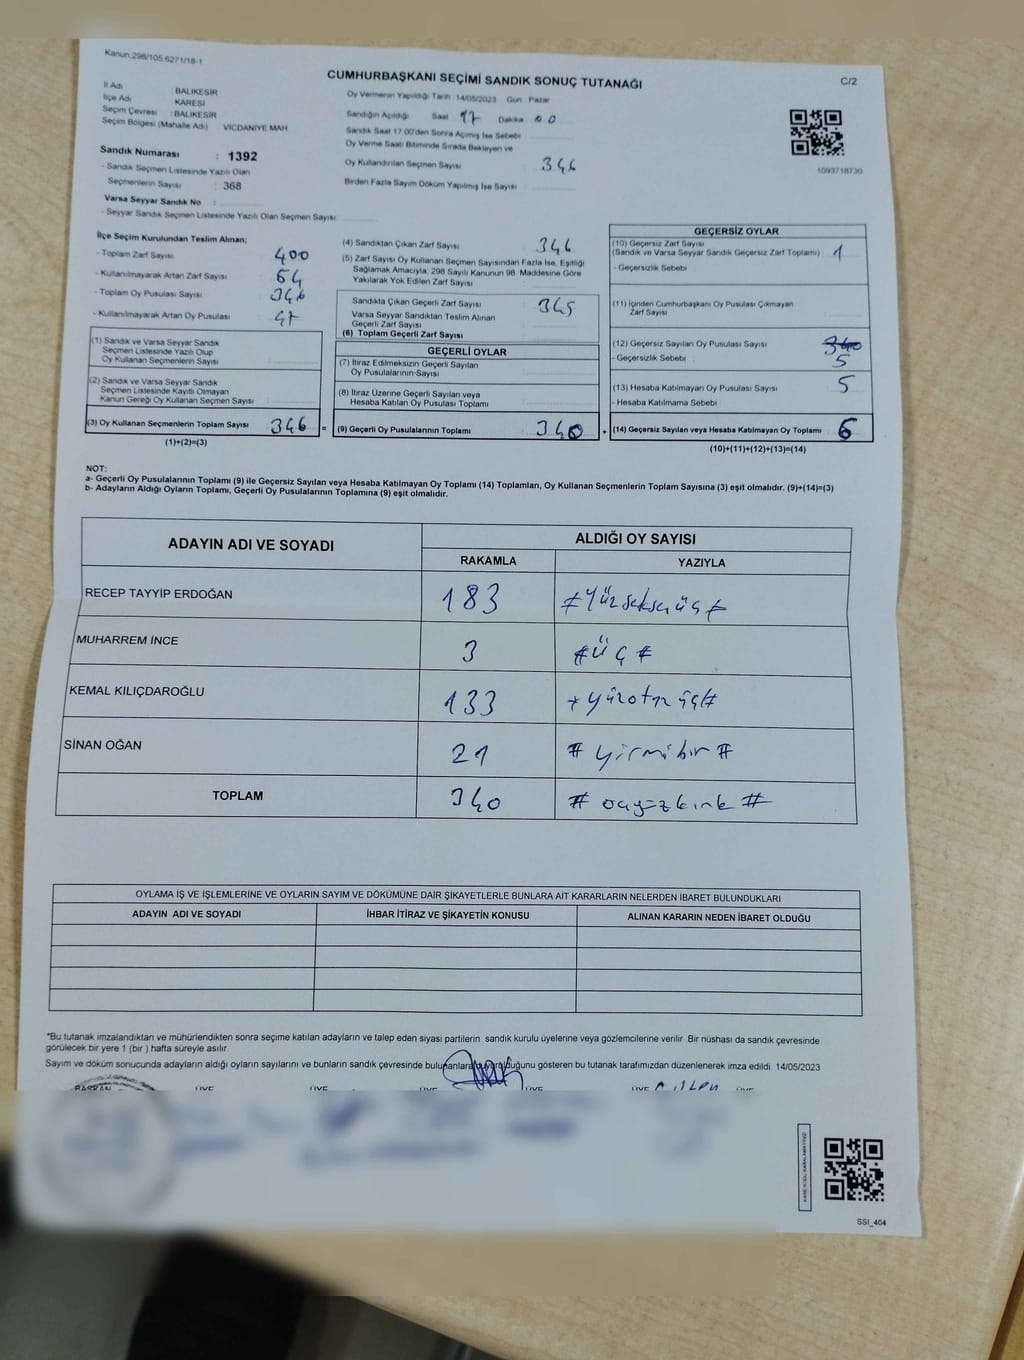 Kanun.298/105,6271/18-1
CUMHURBAŞKANI SEÇİMİ SANDIK SONUÇ TUTANAĞI
C/2
İl Adı : BALIKESİR
İlçe Adı : KARESİ
Seçim Çevresi : BALIKESİR
Seçim Bölgesi (Mahalle Adı) VİCDANİYE MAH
Sandık Numarası : 1392
- Sandık Seçmen Listesinde Yazılı Olan
Seçmenlerin Sayısı : 368
Varsa Seyyar Sandık No :
- Seyyar Sandık Seçmen Listesinde Yazılı Olan Seçmen Sayısı:
Oy Vermenin Yapıldığı Tarih: 14/05/2023 Gün: Pazar
Sandığın Açıldığı Saat 17 Dakika 00
Sandık Saat 17:00'den Sonra Açılmış İse Sebebi
Oy Verme Saati Bitiminde Sırada Bekleyen ve
Oy Kullandırılan Seçmen Sayısı 346
Birden Fazla Sayım Döküm Yapılmış İse Sayısı
1093718730
İlçe Seçim Kurulundan Teslim Alınan;
- Toplam Zarf Sayısı : 400
- Kullanılmayarak Artan Zarf Sayısı : 54
- Toplam Oy Pusulası Sayısı : 346
- Kullanılmayarak Artan Oy Pusulası : 47
(1) Sandık ve Varsa Seyyar Sandık
Seçmen Listesinde Yazılı Olup
Oy Kullanan Seçmenlerin Sayısı :
(2) Sandık ve Varsa Seyyar Sandık
Seçmen Listesinde Kayıtlı Olmayan
Kanun Gereği Oy Kullanan Seçmen Sayısı :
(3) Oy Kullanan Seçmenlerin Toplam Sayısı : 346 =
(1)+(2)=(3)
(4) Sandıktan Çıkan Zarf Sayısı : 346
(5) Zarf Sayısı Oy Kullanan Seçmen Sayısından Fazla İse, Eşitliği
Sağlamak Amacıyla, 298 Sayılı Kanunun 98. Maddesine Göre
Yakılarak Yok Edilen Zarf Sayısı :
Sandıkta Çıkan Geçerli Zarf Sayısı : 345
Varsa Seyyar Sandıktan Teslim Alınan
Geçerli Zarf Sayısı :
(6) Toplam Geçerli Zarf Sayısı
GEÇERLİ OYLAR
(7) İtiraz Edilmeksizin Geçerli Sayılan
Oy Pusulalarının Sayısı :
(8) İtiraz Üzerine Geçerli Sayılan veya
Hesaba Katılan Oy Pusulası Toplamı :
(9) Geçerli Oy Pusulalarının Toplamı : 340 +
GEÇERSİZ OYLAR
(10) Geçersiz Zarf Sayısı
(Sandık ve Varsa Seyyar Sandık Geçersiz Zarf Toplamı) : 1
- Geçersizlik Sebebi :
(11) İçinden Cumhurbaşkanı Oy Pusulası Çıkmayan
Zarf Sayısı :
(12) Geçersiz Sayılan Oy Pusulası Sayısı : 340
- Geçersizlik Sebebi : 5
(13) Hesaba Katılmayan Oy Pusulası Sayısı : 5
- Hesaba Katılmama Sebebi :
(14) Geçersiz Sayılan veya Hesaba Katılmayan Oy Toplamı : 6
(10)+(11)+(12)+(13)=(14)
NOT:
a- Geçerli Oy Pusulalarının Toplamı (9) ile Geçersiz Sayılan veya Hesaba Katılmayan Oy Toplamı (14) Toplamları, Oy Kullanan Seçmenlerin Toplam Sayısına (3) eşit olmalıdır. (9)+(14)=(3)
b- Adayların Aldığı Oyların Toplamı, Geçerli Oy Pusulalarının Toplamına (9) eşit olmalıdır.
ADAYIN ADI VE SOYADI
ALDIĞI OY SAYISI
RAKAMLA YAZIYLA
RECEP TAYYİP ERDOĞAN 183 #Yüzseksenüç#
MUHARREM İNCE 3 #üç#
KEMAL KILIÇDAROĞLU 133 #yüzotuzüç#
SİNAN OĞAN 21 #yirmibir#
TOPLAM 340 #üçyüzkırk#
OYLAMA İŞ VE İŞLEMLERİNE VE OYLARIN SAYIM VE DÖKÜMÜNE DAİR ŞİKAYETLERLE BUNLARA AİT KARARLARIN NELERDEN İBARET BULUNDUKLARI
ADAYIN ADI VE SOYADI İHBAR İTİRAZ VE ŞİKAYETİN KONUSU ALINAN KARARIN NEDEN İBARET OLDUĞU
*Bu tutanak imzalandıktan ve mühürlendikten sonra seçime katılan adayların ve talep eden siyasi partilerin sandık kurulu üyelerine veya gözlemcilerine verilir. Bir nüshası da sandık çevresinde
görülecek bir yere 1 (bir) hafta süreyle asılır.
Sayım ve döküm sonucunda adayların aldığı oyların sayılarını ve bunların sandık çevresinde bulunanlara duyurulduğunu gösteren bu tutanak tarafımızdan düzenlenerek imza edildi. 14/05/2023
BAŞKAN ÜYE ÜYE ÜYE ÜYE ÜYE ÜYE
KARE KODU KARALAMAYINIZ!
SSI_404